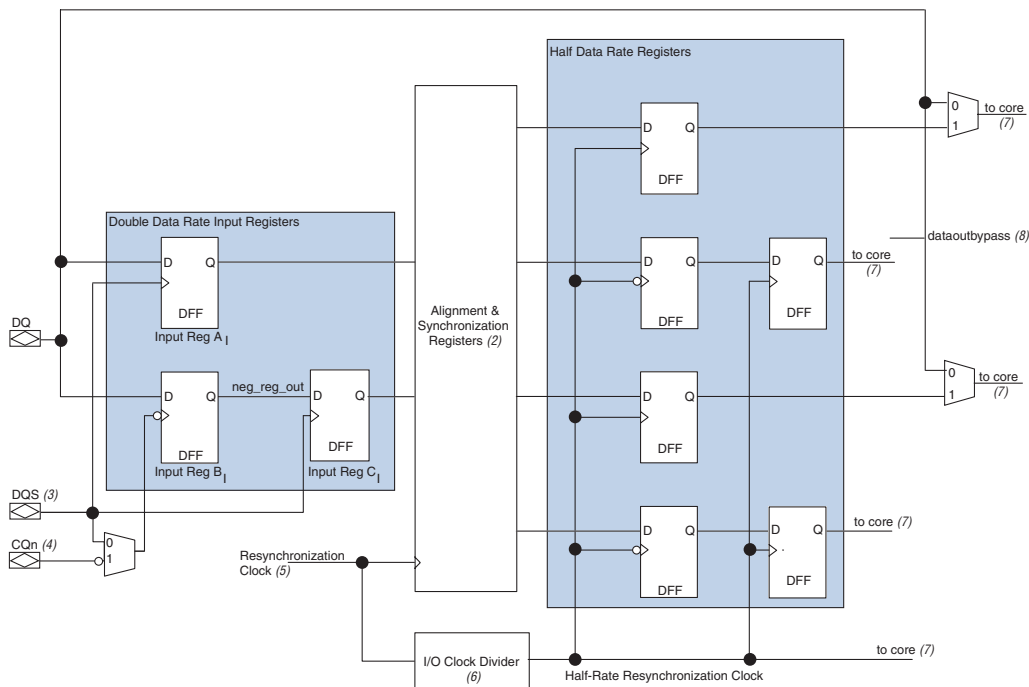 Half Data Rate Registers
D Q
DFF
0
1
to core
(7)
Double Data Rate Input Registers
D Q
DFF
Input Reg A I
D Q
DFF
D Q
DFF
to core
(7)
dataoutbypass (8)
DQ
Alignment &
Synchronization
Registers (2)
neg_reg_out
D Q
DFF
Input Reg B I
D Q
DFF
Input Reg C I
D Q
DFF
0
1
to core
(7)
DQS (3)
CQn (4)
0
1
D Q
DFF
D Q
DFF
to core (7)
Resynchronization
Clock (5)
I/O Clock Divider
(6)
Half-Rate Resynchronization Clock
to core (7)